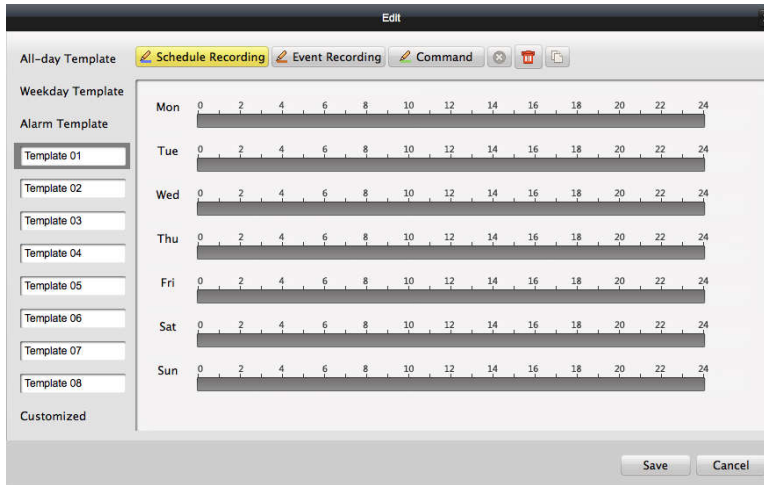 Edit
All-day Template
Schedule Recording Event Recording Command
Weekday Template
Alarm Template
Template 01
Template 02
Template 03
Template 04
Template 05
Template 06
Template 07
Template 08
Customized
Mon 0 2 4 6 8 10 12 14 16 18 20 22 24
Tue 0 2 4 6 8 10 12 14 16 18 20 22 24
Wed 0 2 4 6 8 10 12 14 16 18 20 22 24
Thu 0 2 4 6 8 10 12 14 16 18 20 22 24
Fri 0 2 4 6 8 10 12 14 16 18 20 22 24
Sat 0 2 4 6 8 10 12 14 16 18 20 22 24
Sun 0 2 4 6 8 10 12 14 16 18 20 22 24
Save Cancel